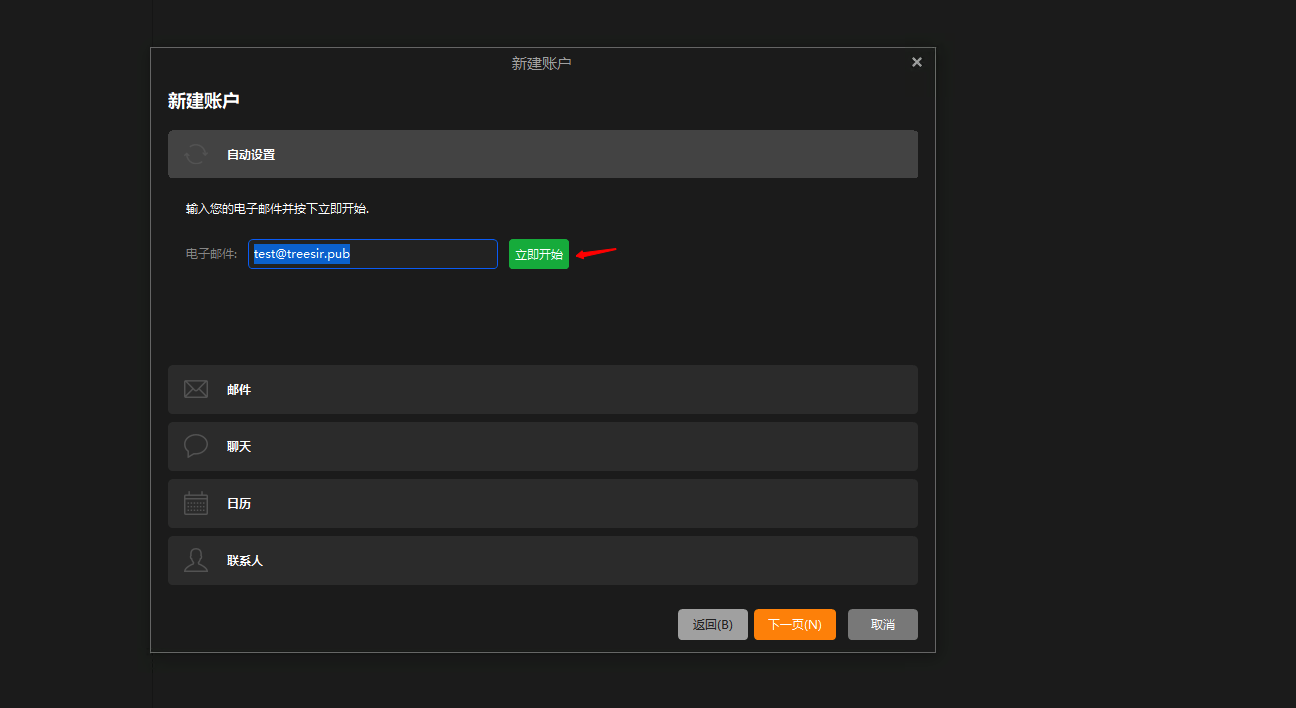 新建账户
新建账户
自动设置
输入您的电子邮件并按下立即开始.
电子邮件: test@treesir.pub 立即开始
邮件
聊天
日历
联系人
返回(B) 下一页(N) 取消